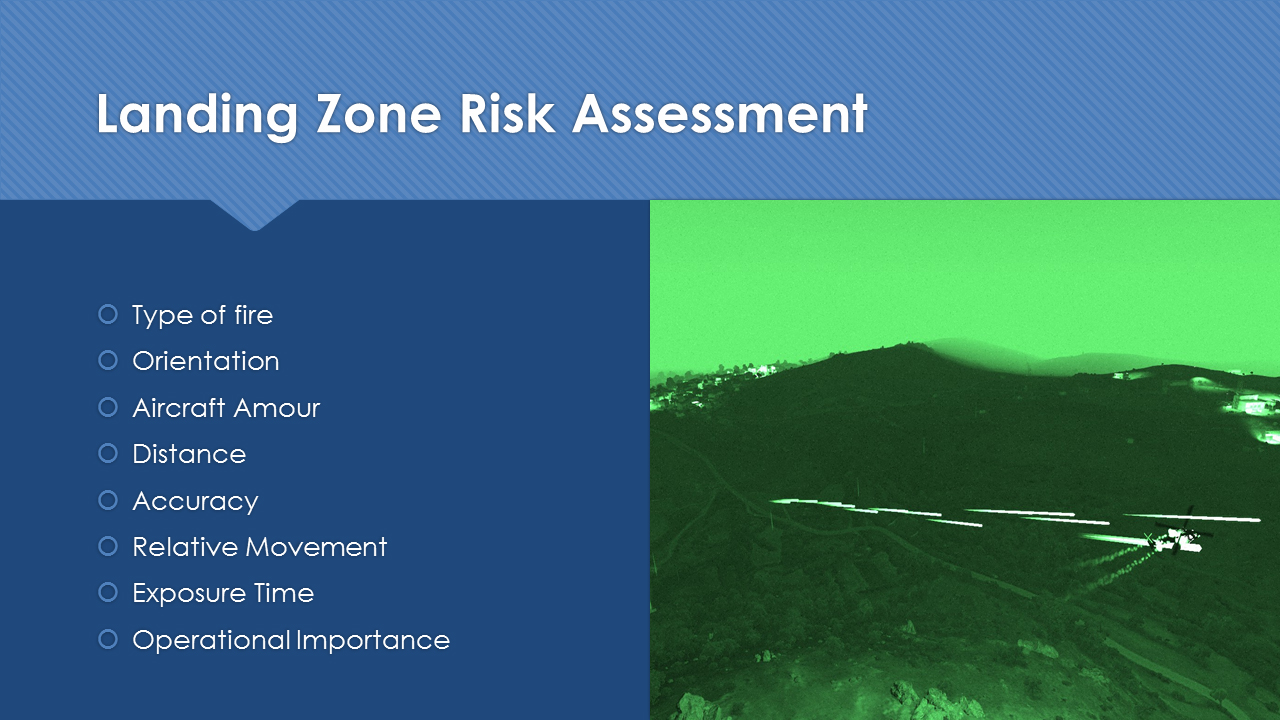 Landing Zone Risk Assessment
Type of fire
Orientation
Aircraft Amour
Distance
Accuracy
Relative Movement
Exposure Time
Operational Importance